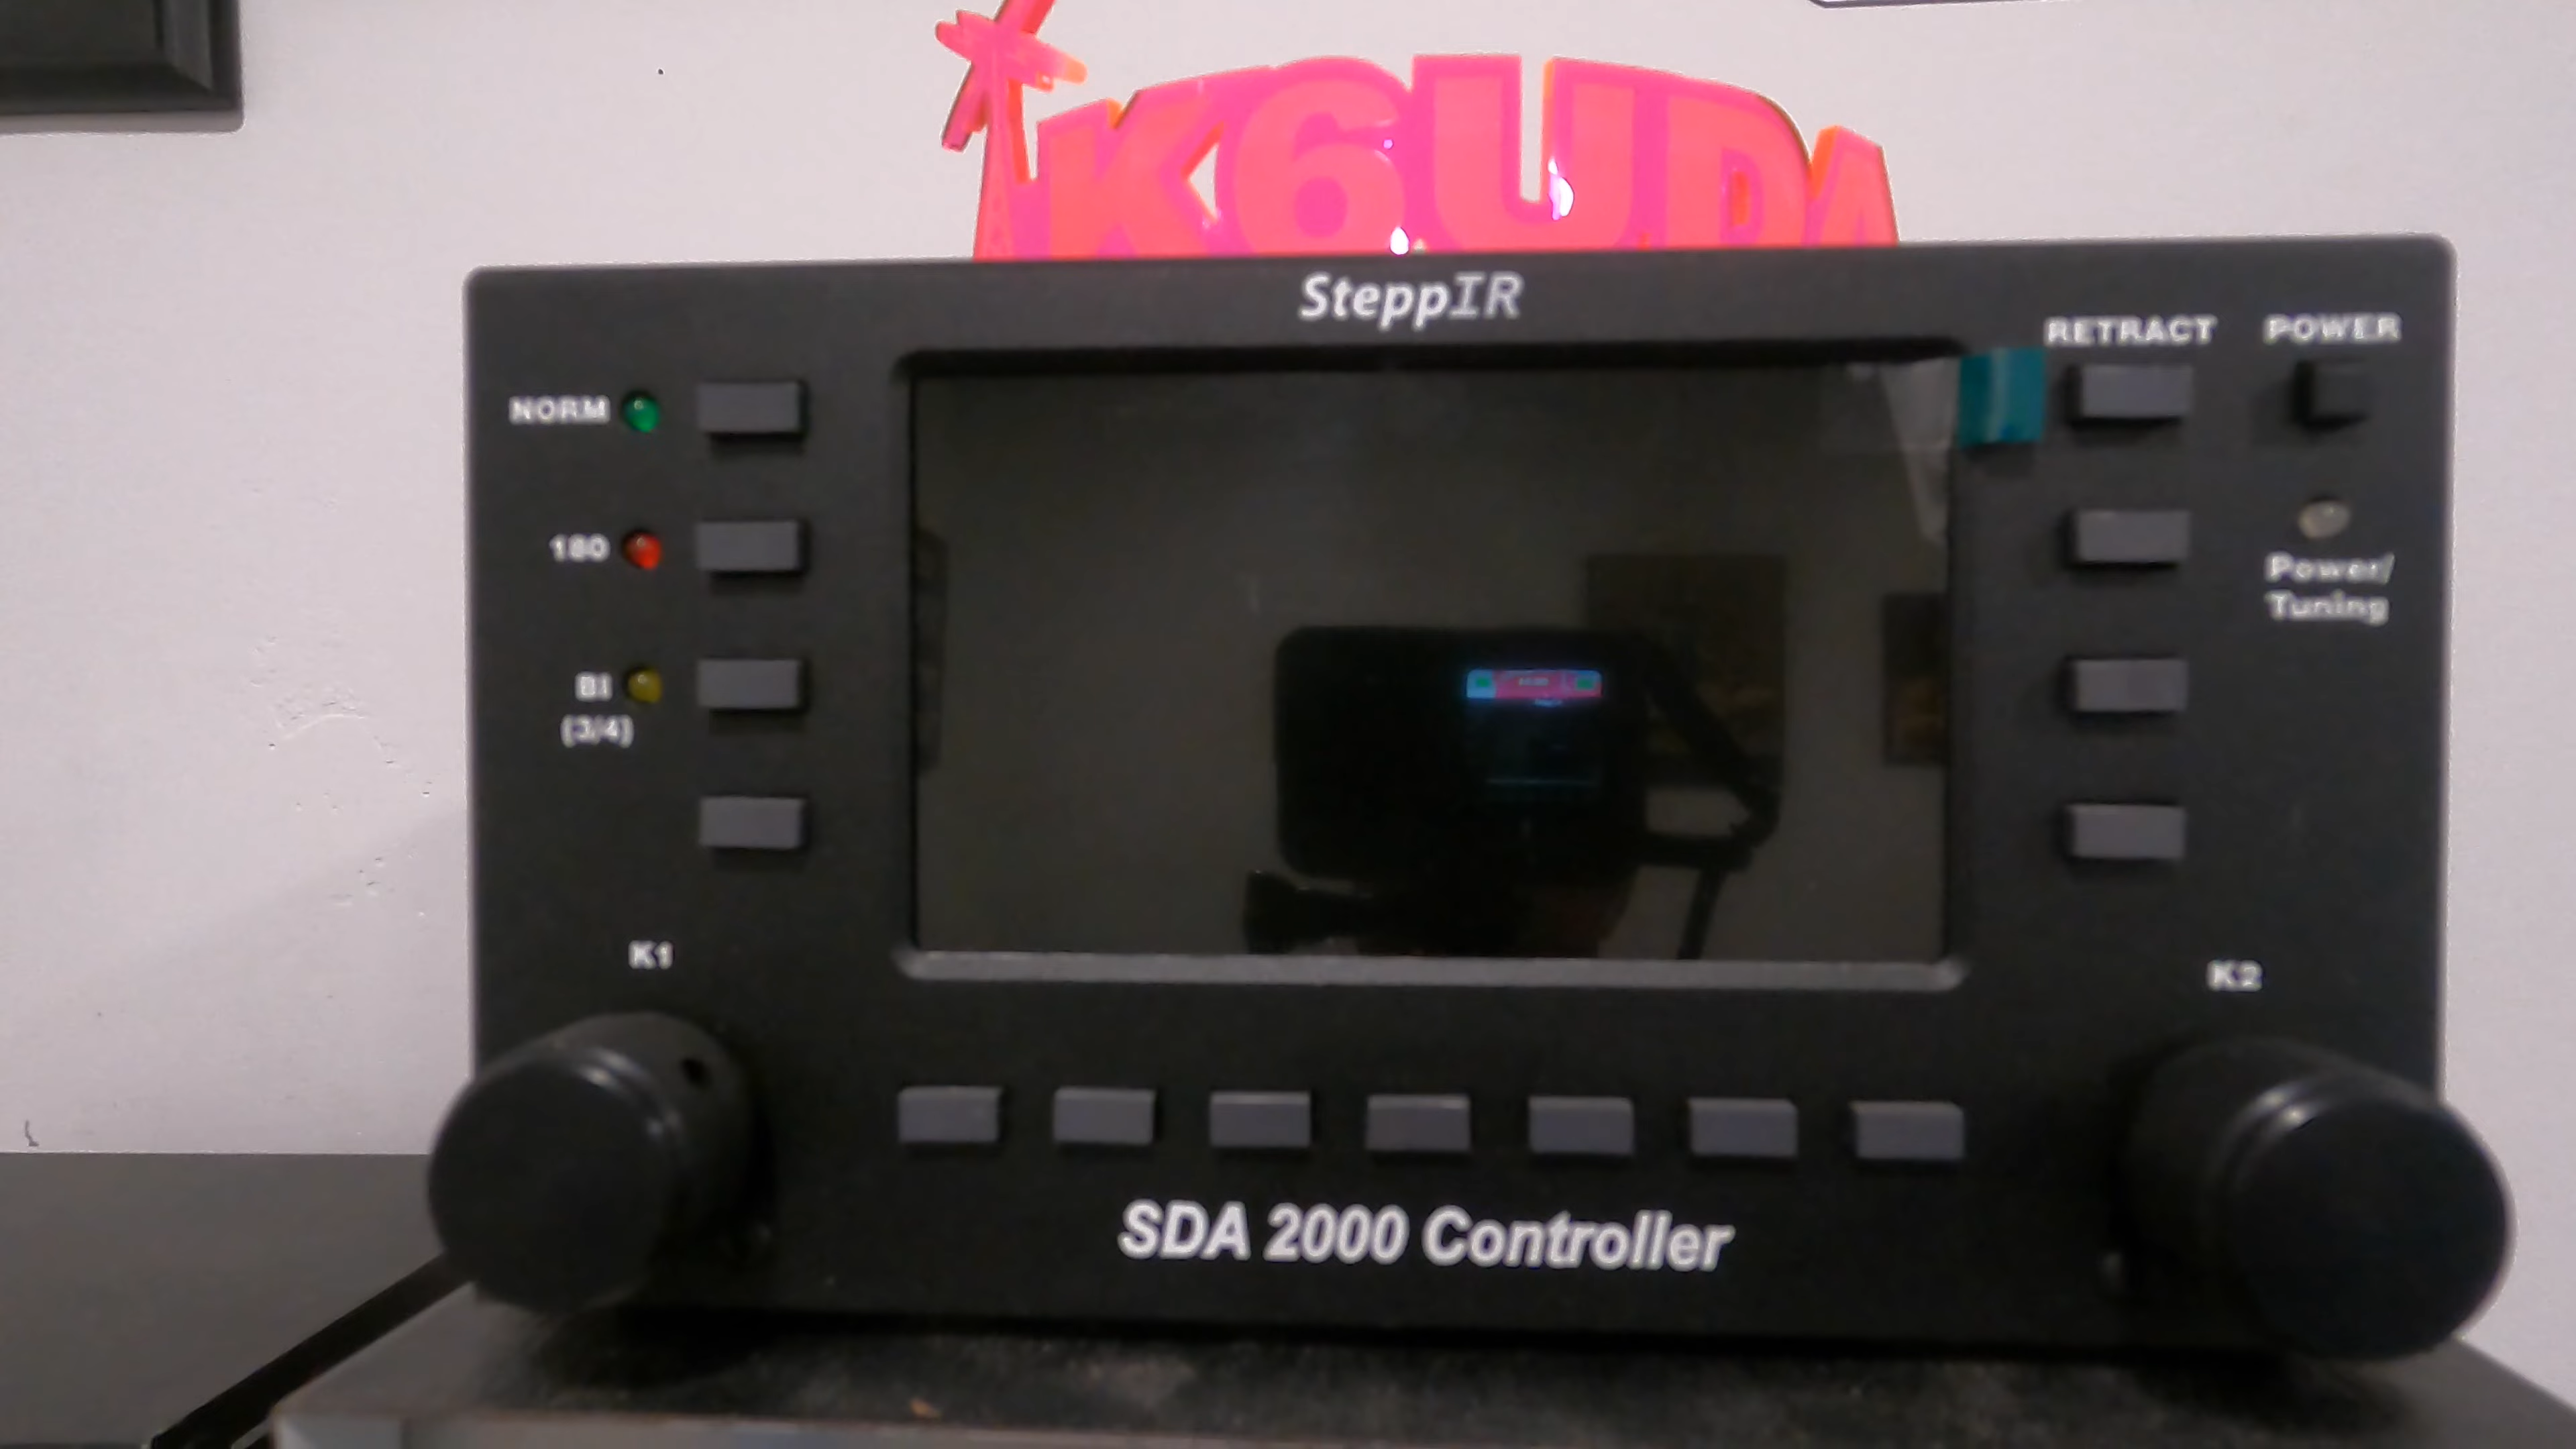 K6UDA
SteppIR
RETRACT
POWER
NORM
180
Power/
Tuning
BI
(3/4)
K1
K2
SDA 2000 Controller